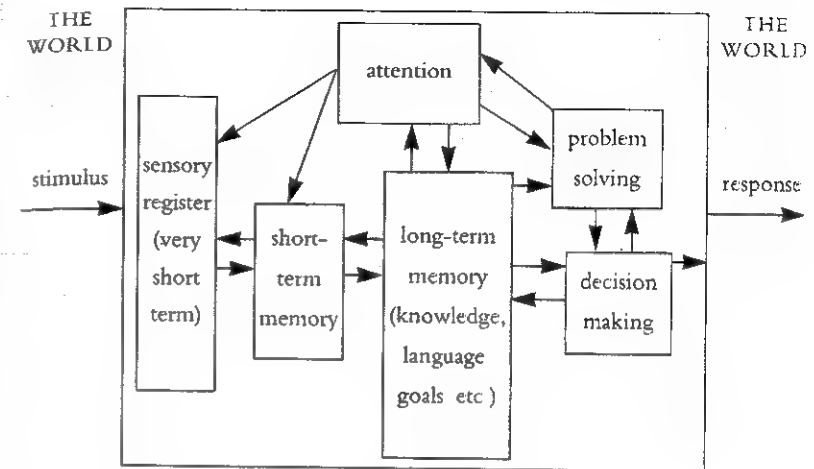 THE
WORLD
THE
WORLD
attention
problem
solving
stimulus
response
sensory
register
(very
short
term)
short-
term
memory
long-term
memory
(knowledge,
language
goals etc )
decision
making